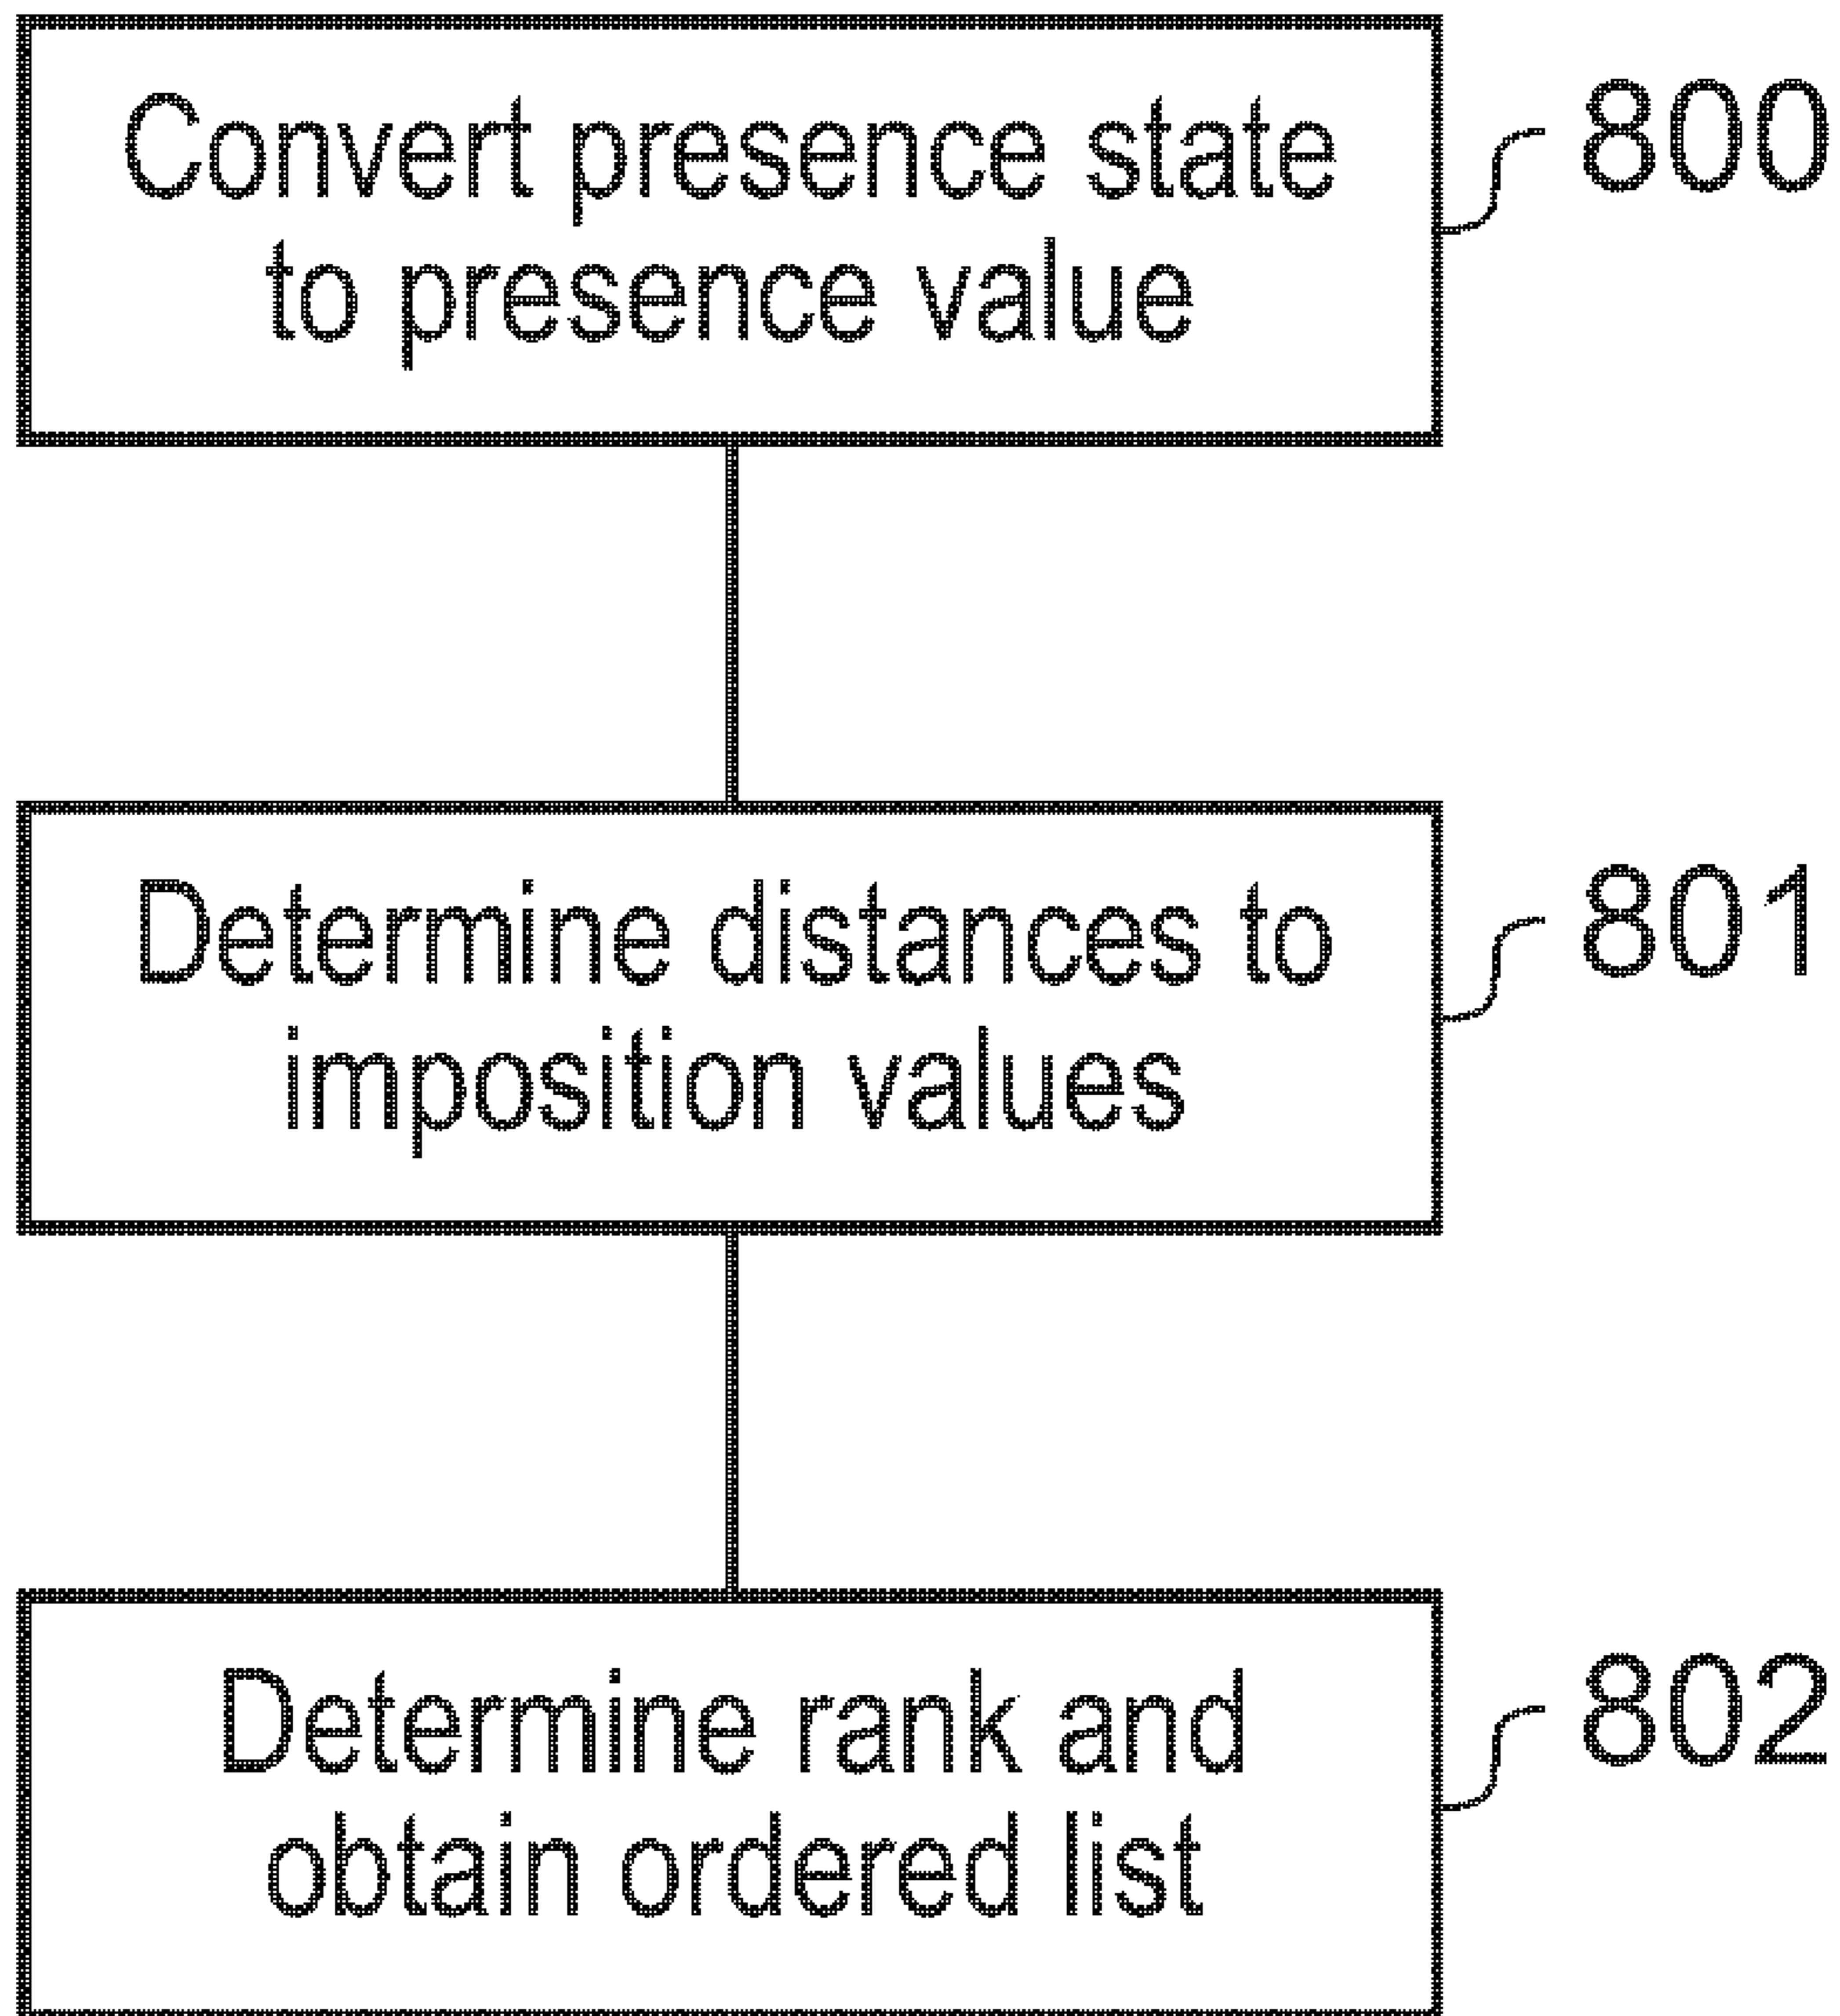 Convert presence state
to presence value
800
Determine distances to
imposition values
801
Determine rank and
obtain ordered list
802